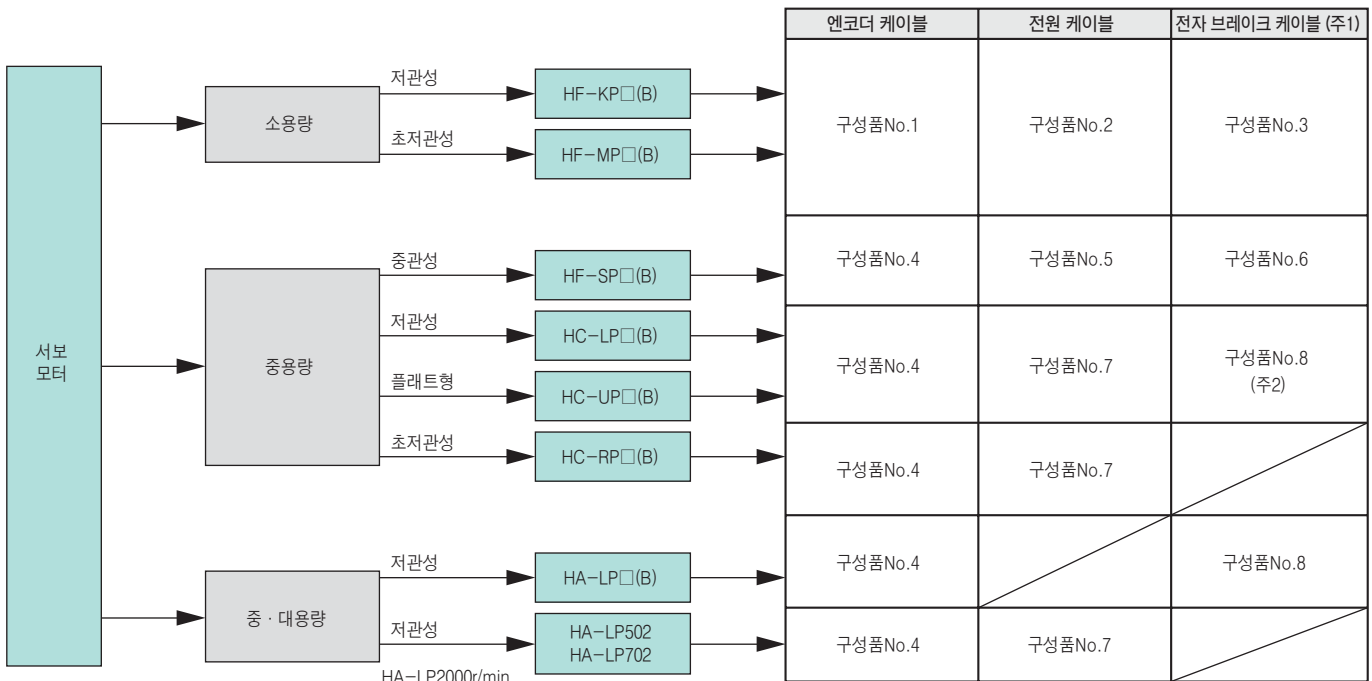 엔코더 케이블 전원 케이블 전자 브레이크 케이블 (주1)
서보
모터
소용량
저관성
HF-KP□(B)
초저관성
HF-MP□(B)
구성품No.1 구성품No.2 구성품No.3
중용량
중관성
HF-SP□(B)
구성품No.4 구성품No.5 구성품No.6
저관성
HC-LP□(B)
플래트형
HC-UP□(B)
구성품No.4 구성품No.7 구성품No.8
(주2)
초저관성
HC-RP□(B)
구성품No.4 구성품No.7
중 · 대용량
저관성
HA-LP□(B)
구성품No.4 구성품No.8
저관성
HA-LP502
HA-LP702
구성품No.4 구성품No.7
HA-LP2000r/min